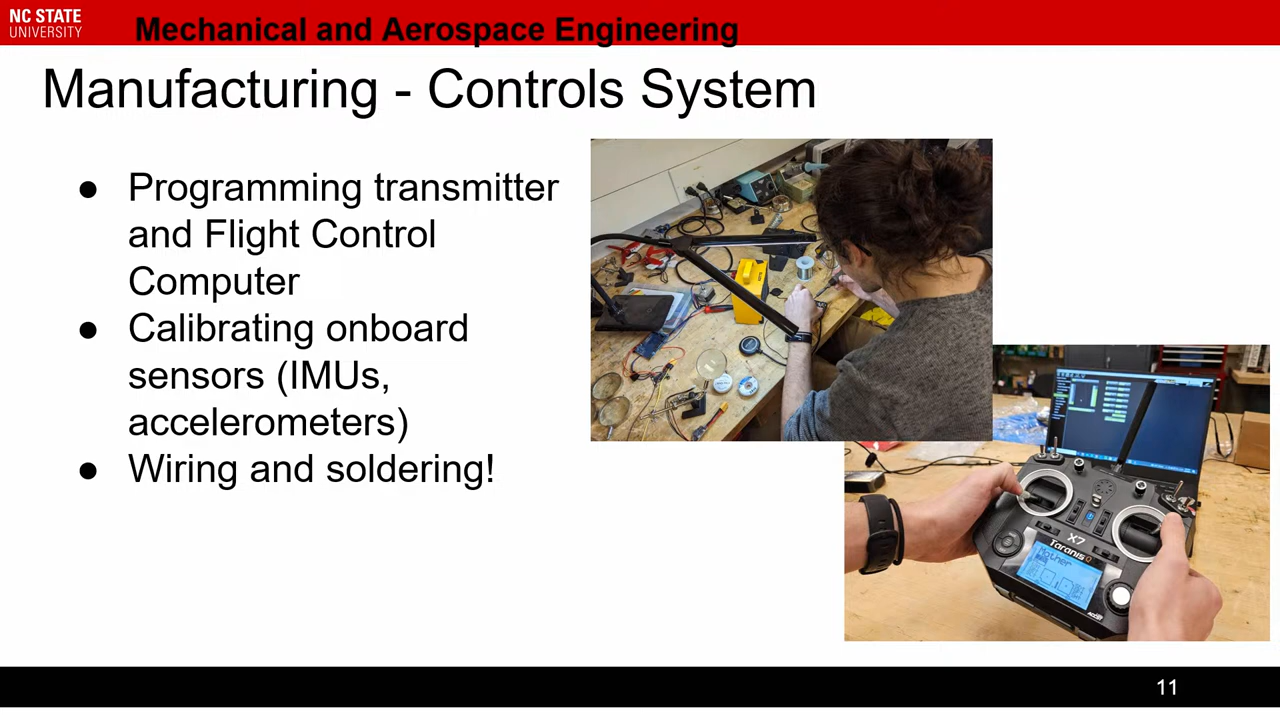 NC STATE
UNIVERSITY
Mechanical and Aerospace Engineering
Manufacturing - Controls System
● Programming transmitter
and Flight Control
Computer
● Calibrating onboard
sensors (IMUs,
accelerometers)
● Wiring and soldering!
X7
Taranis
Mother
11